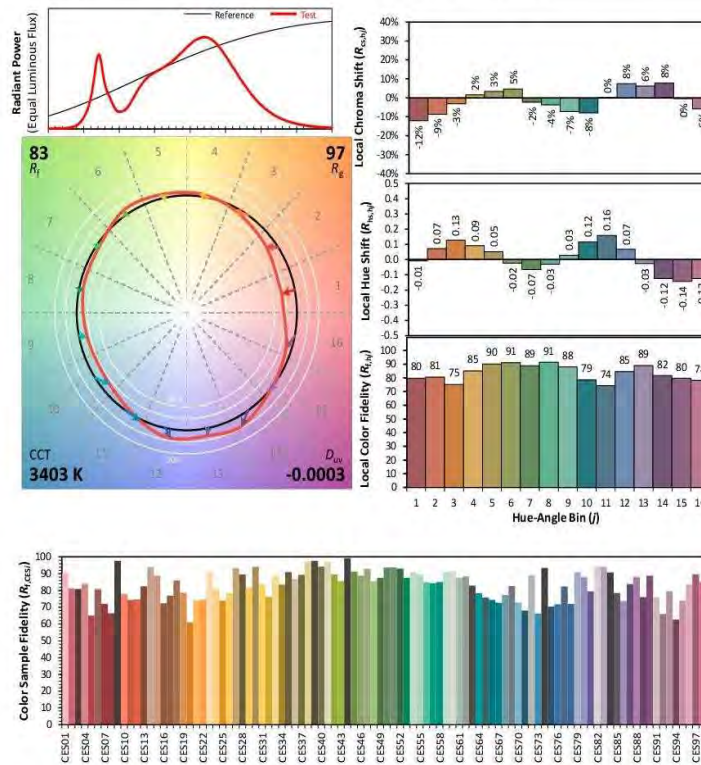 Reference Test
Radiant Power
(Equal Luminous Flux)
83
Rf
97
Rg
5 4
6 3
7 2
8 1
9 16
10
12 13
CCT
3403 K
Duv
-0.0003
Local Chroma Shift (Rcs,hj)
40%
30%
20%
10%
0%
-10%
-20%
-30%
-40%
-12% -9% -3% 2% 3% 5% -2% -4% -7% -8% 0% 8% 6% 8% 0%
Local Hue Shift (Rhs,hj)
0.5
0.4
0.3
0.2
0.1
0.0
-0.1
-0.2
-0.3
-0.4
-0.5
-0.01 0.07 0.13 0.09 0.05 -0.02 -0.07 -0.03 0.03 0.12 0.16 0.07 -0.03 -0.12 -0.14
Local Color Fidelity (Rf,hj)
100
90
80
70
60
50
40
30
20
10
0
80 81 75 85 90 91 89 91 88 79 74 85 89 82 80
1 2 3 4 5 6 7 8 9 10 11 12 13 14 15
Hue-Angle Bin (j)
Color Sample Fidelity (Rf,CESi)
100
90
80
70
60
50
40
30
20
10
0
CES01 CES04 CES07 CES10 CES13 CES16 CES19 CES22 CES25 CES28 CES31 CES34 CES37 CES40 CES43 CES46 CES49 CES52 CES55 CES58 CES61 CES64 CES67 CES70 CES73 CES76 CES79 CES82 CES85 CES88 CES91 CES94 CES97